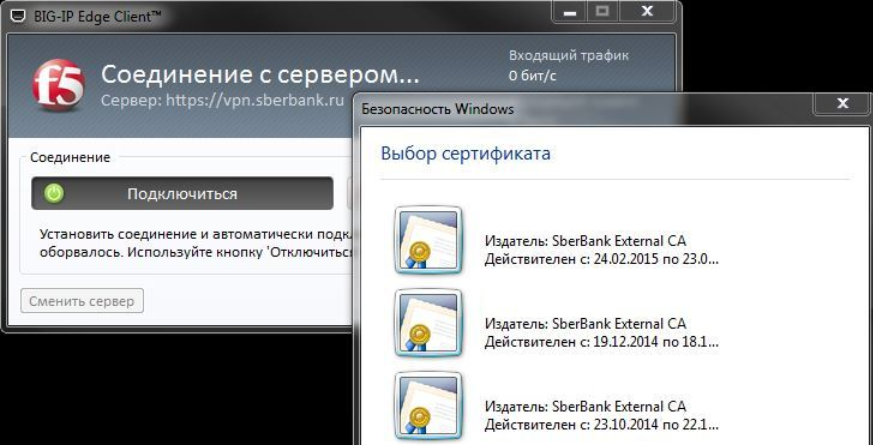 BIG-IP Edge Client™
f5
Соединение с сервером...
Сервер: https://vpn.sberbank.ru
Входящий трафик
0 бит/с
Соединение
Подключиться
Установить соединение и автоматически
оборвалось. Используйте кнопку 'Отключитьс
Сменить сервер
Безопасность Windows
Выбор сертификата
Издатель: SberBank External CA
Действителен с: 24.02.2015 по 23.0...
Издатель: SberBank External CA
Действителен с: 19.12.2014 по 18.1...
Издатель: SberBank External CA
Действителен с: 23.10.2014 по 22.1...